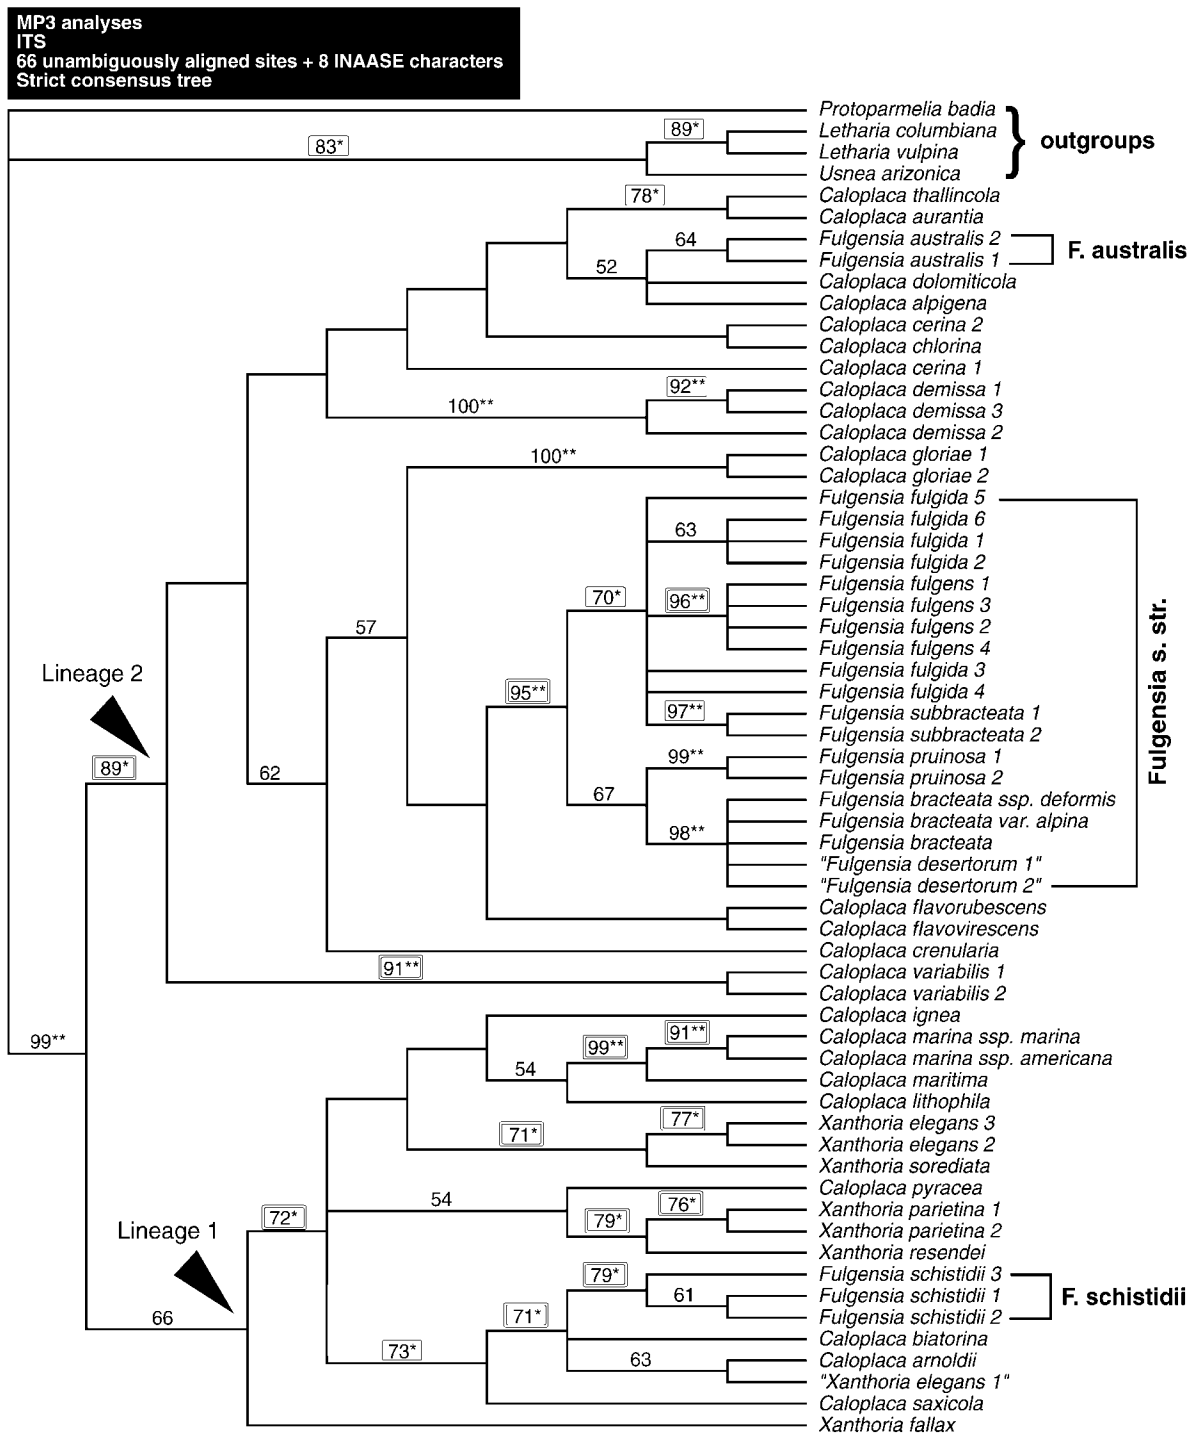 MP3 analyses
ITS
66 unambiguously aligned sites + 8 INAASE characters
Strict consensus tree
Protoparmelia badia
89*
Letharia columbiana
83*
outgroups
Letharia vulpina
Usnea arizonica
78*
Caloplaca thallincola
Caloplaca aurantia
64
Fulgensia australis 2
F. australis
Fulgensia australis 1
52
Caloplaca dolomiticola
Caloplaca alpigena
Caloplaca cerina 2
Caloplaca chlorina
Caloplaca cerina 1
92**
Caloplaca demissa 1
100**
Caloplaca demissa 3
Caloplaca demissa 2
100**
Caloplaca gloriae 1
Caloplaca gloriae 2
Fulgensia fulgida 5
Fulgensia fulgida 6
63
Fulgensia fulgida 1
Fulgensia fulgida 2
Fulgensia fulgens 1
70*
96**
Fulgensia fulgens 3
57
Fulgensia fulgens 2
Fulgensia fulgens 4
Fulgensia s. str.
Lineage 2
Fulgensia fulgida 3
95**
Fulgensia fulgida 4
97**
Fulgensia subbracteata 1
Fulgensia subbracteata 2
99**
Fulgensia pruinosa 1
89*
62
Fulgensia pruinosa 2
67
Fulgensia bracteata ssp. deformis
Fulgensia bracteata var. alpina
98**
Fulgensia bracteata
"Fulgensia desertorum 1"
"Fulgensia desertorum 2"
Caloplaca flavorubescens
Caloplaca flavovirescens
Caloplaca crenularia
91**
Caloplaca variabilis 1
Caloplaca variabilis 2
Caloplaca ignea
99**
91**
Caloplaca marina ssp. marina
99**
Caloplaca marina ssp. americana
54
Caloplaca maritima
Caloplaca lithophila
77*
Xanthoria elegans 3
71*
Xanthoria elegans 2
Xanthoria sorediata
54
Caloplaca pyracea
76*
Xanthoria parietina 1
Lineage 1
72*
79*
Xanthoria parietina 2
Xanthoria resendei
79*
Fulgensia schistidii 3
61
Fulgensia schistidii 1
F. schistidii
66
71*
Fulgensia schistidii 2
Caloplaca biatorina
73*
63
Caloplaca arnoldii
"Xanthoria elegans 1"
Caloplaca saxicola
Xanthoria fallax